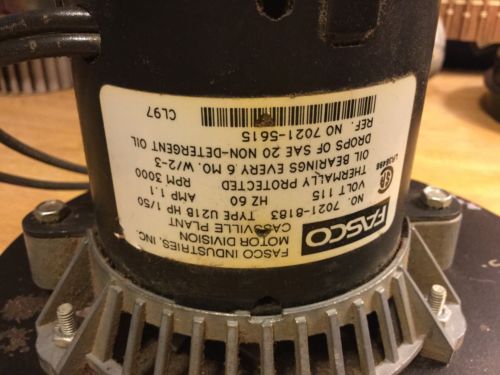 FASCO
FASCO INDUSTRIES, INC.
MOTOR DIVISION
CASSVILLE PLANT
NO. 7021-8183 TYPE U21B HP 1/50
VOLT 115 HZ 60 AMP 1.1
THERMALLY PROTECTED RPM 3000
OIL BEARINGS EVERY 6 MO. W/2-3
DROPS OF SAE 20 NON-DETERGENT OIL
REF. NO 7021-5615
CL97